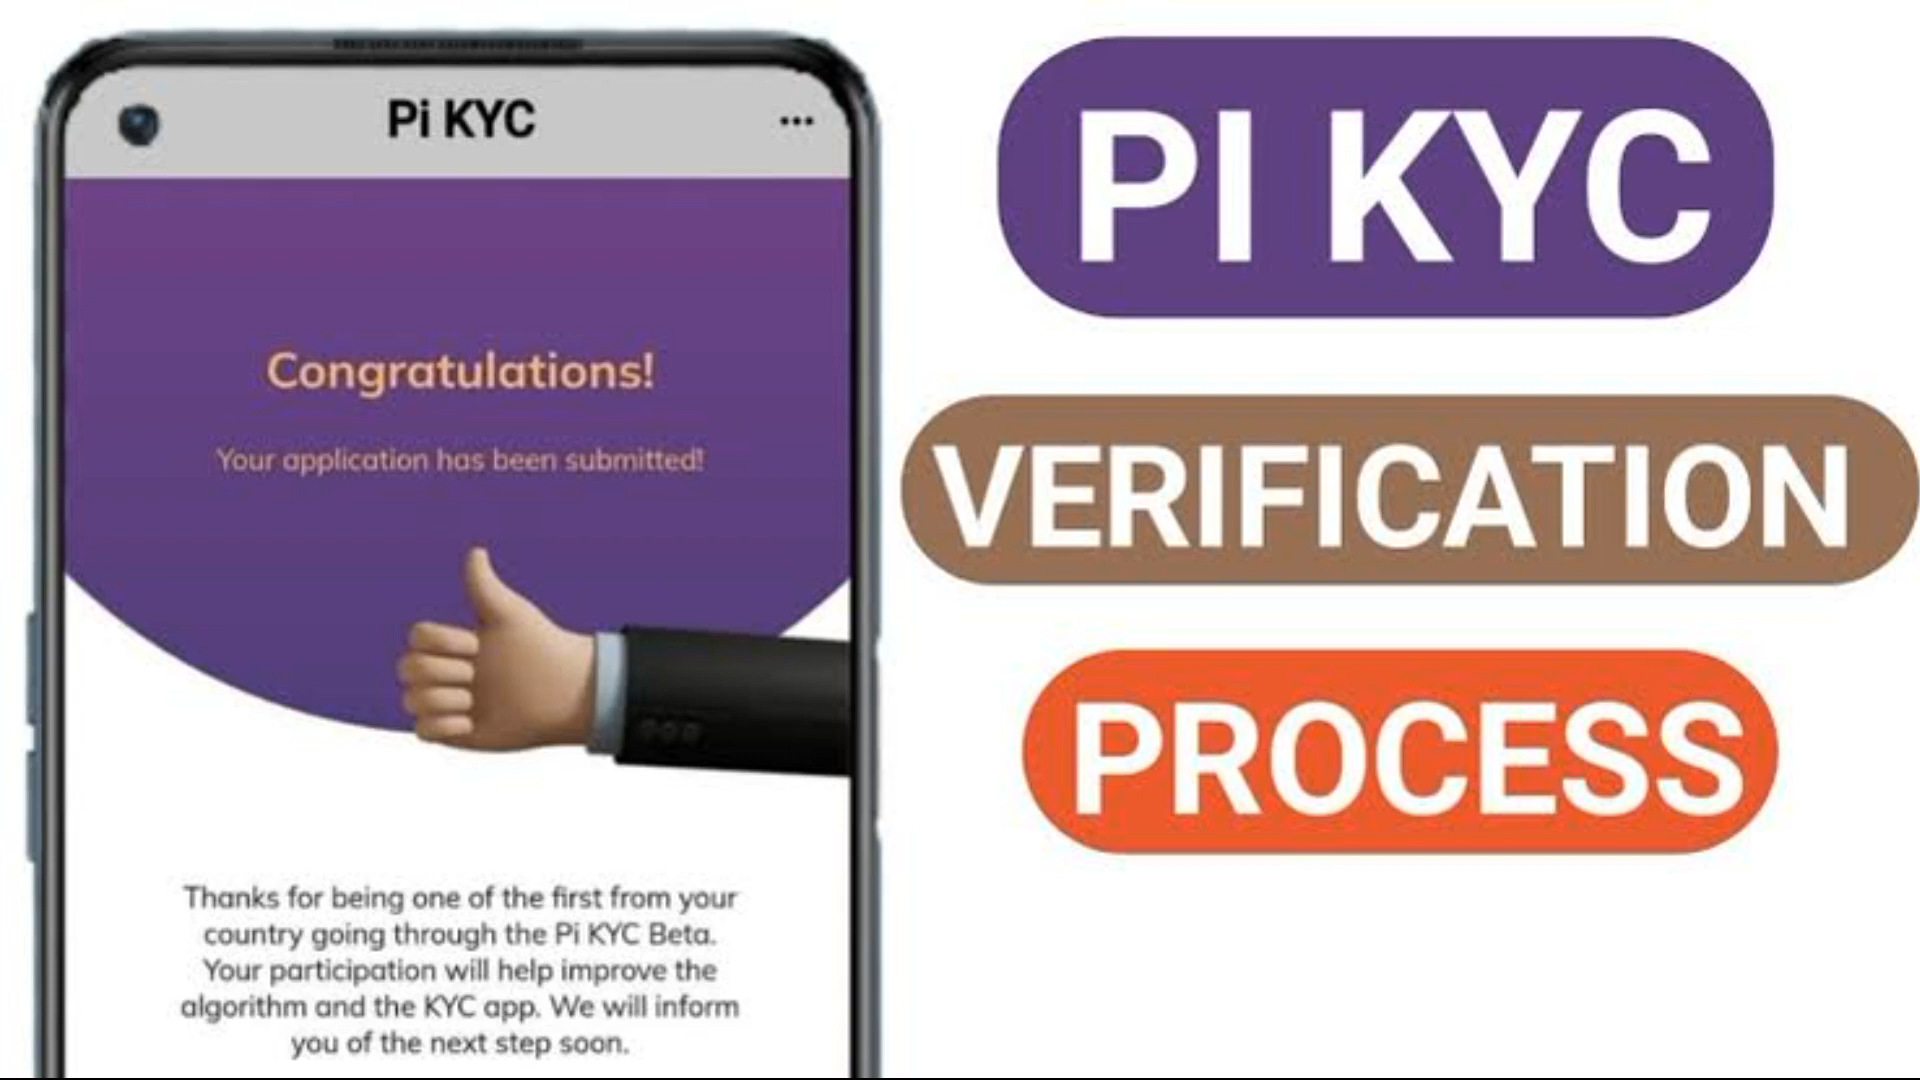 Pi KYC
Congratulations!
Your application has been submitted!
Thanks for being one of the first from your
country going through the Pi KYC Beta.
Your participation will help improve the
algorithm and the KYC app. We will inform
you of the next step soon.
PI KYC
VERIFICATION
PROCESS